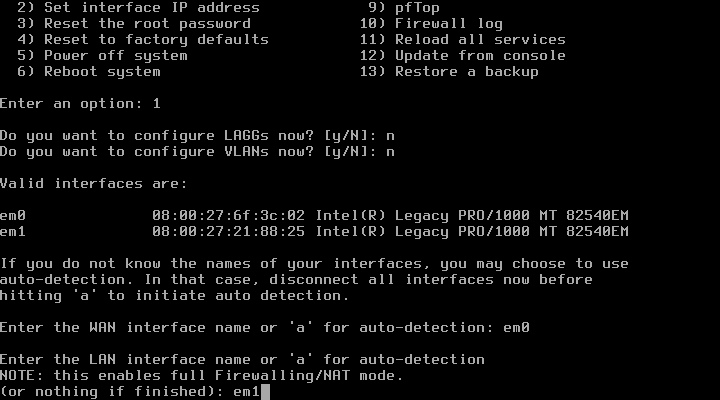 2) Set interface IP address 9) pfTop
3) Reset the root password 10) Firewall log
4) Reset to factory defaults 11) Reload all services
5) Power off system 12) Update from console
6) Reboot system 13) Restore a backup
Enter an option: 1
Do you want to configure LAGGs now? [y/N]: n
Do you want to configure VLANs now? [y/N]: n
Valid interfaces are:
em0 08:00:27:6f:3c:02 Intel(R) Legacy PRO/1000 MT 82540EM
em1 08:00:27:21:88:25 Intel(R) Legacy PRO/1000 MT 82540EM
If you do not know the names of your interfaces, you may choose to use
auto-detection. In that case, disconnect all interfaces now before
hitting 'a' to initiate auto detection.
Enter the WAN interface name or 'a' for auto-detection: em0
Enter the LAN interface name or 'a' for auto-detection
NOTE: this enables full Firewalling/NAT mode.
(or nothing if finished): em1